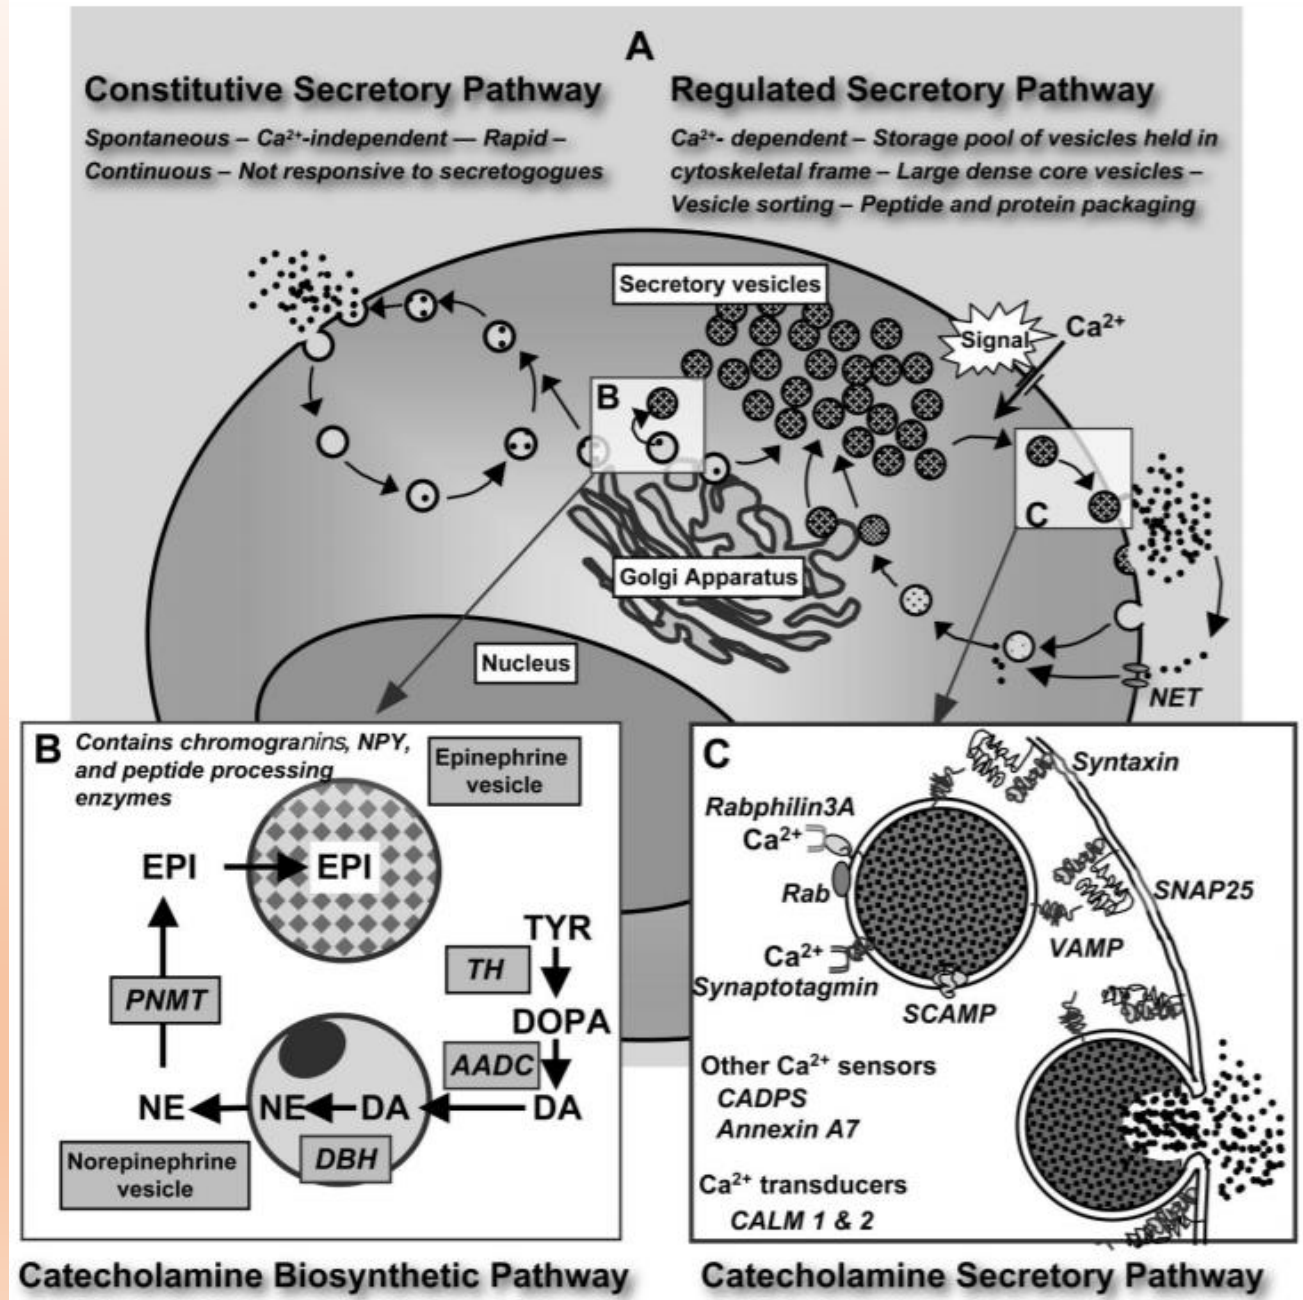 A
Constitutive Secretory Pathway
Spontaneous – Ca²⁺-independent — Rapid –
Continuous – Not responsive to secretogogues
Regulated Secretory Pathway
Ca²⁺- dependent – Storage pool of vesicles held in
cytoskeletal frame – Large dense core vesicles –
Vesicle sorting – Peptide and protein packaging
Secretory vesicles
Signal
Ca²⁺
B
C
Golgi Apparatus
Nucleus
NET
B
Contains chromogranins, NPY,
and peptide processing
enzymes
Epinephrine
vesicle
EPI
EPI
TYR
TH
PNMT
DOPA
AADC
NE
NE
DA
DA
DBH
Norepinephrine
vesicle
Catecholamine Biosynthetic Pathway
C
Syntaxin
Rabphilin3A
Ca²⁺
Rab
SNAP25
VAMP
Ca²⁺
Synaptotagmin
SCAMP
Other Ca²⁺ sensors
CADPS
Annexin A7
Ca²⁺ transducers
CALM 1 & 2
Catecholamine Secretory Pathway